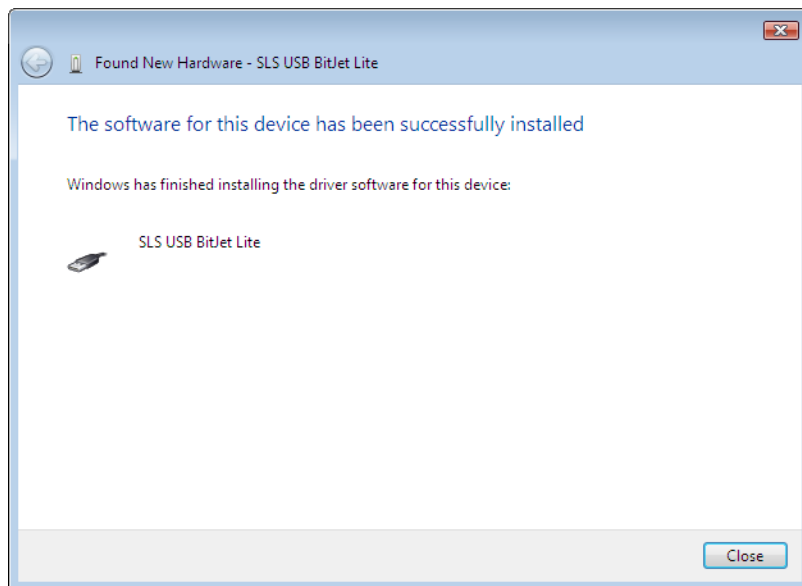 Found New Hardware - SLS USB BitJet Lite
The software for this device has been successfully installed
Windows has finished installing the driver software for this device:
SLS USB BitJet Lite
Close